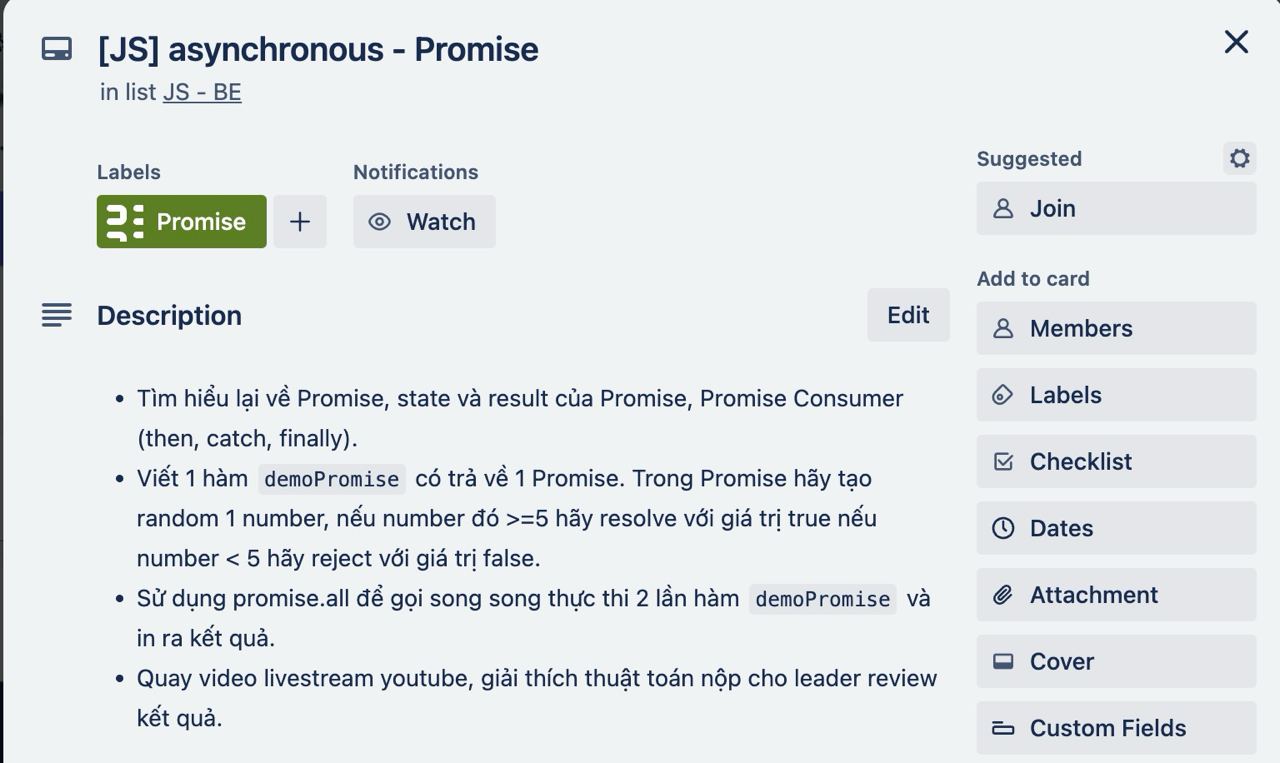 [JS] asynchronous - Promise
in list JS - BE
Labels
Notifications
Promise
+
Watch
Description
Edit
• Tìm hiểu lại về Promise, state và result của Promise, Promise Consumer
(then, catch, finally).
• Viết 1 hàm demoPromise có trả về 1 Promise. Trong Promise hãy tạo
random 1 number, nếu number đó >=5 hãy resolve với giá trị true nếu
number < 5 hãy reject với giá trị false.
• Sử dụng promise.all để gọi song song thực thi 2 lần hàm demoPromise và
in ra kết quả.
• Quay video livestream youtube, giải thích thuật toán nộp cho leader review
kết quả.
Suggested
Join
Add to card
Members
Labels
Checklist
Dates
Attachment
Cover
Custom Fields